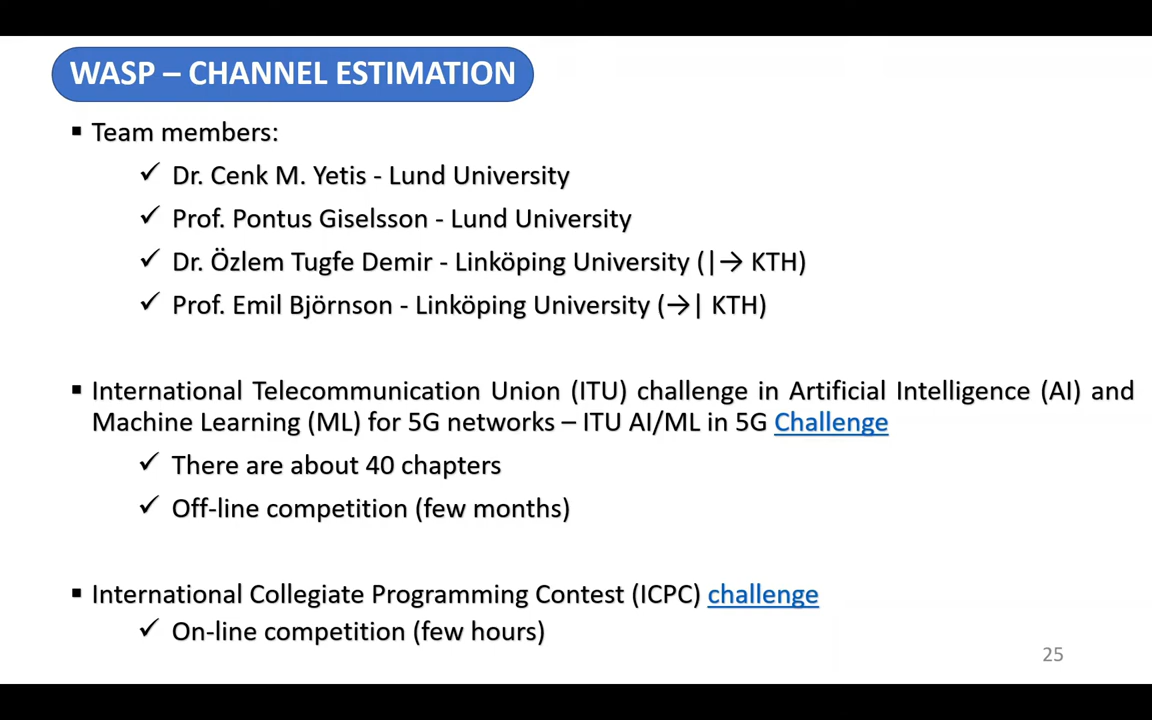 WASP – CHANNEL ESTIMATION
▪ Team members:
✓ Dr. Cenk M. Yetis - Lund University
✓ Prof. Pontus Giselsson - Lund University
✓ Dr. Özlem Tugfe Demir - Linköping University (|→ KTH)
✓ Prof. Emil Björnson - Linköping University (→| KTH)
▪ International Telecommunication Union (ITU) challenge in Artificial Intelligence (AI) and
Machine Learning (ML) for 5G networks – ITU AI/ML in 5G Challenge
✓ There are about 40 chapters
✓ Off-line competition (few months)
▪ International Collegiate Programming Contest (ICPC) challenge
✓ On-line competition (few hours)
25